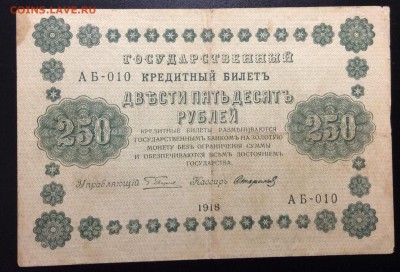 COINS.LAVE.RU
ГОСУДАРСТВЕННЫЙ
АБ-010 КРЕДИТНЫЙ БИЛЕТЪ
ДВѢСТИ ПЯТЬДЕСЯТЪ
РУБЛЕЙ
250 250
КРЕДИТНЫЕ БИЛЕТЫ РАЗМѢНИВАЮТСЯ
ГОСУДАРСТВЕННЫМЪ БАНКОМЪ НА ЗОЛОТУЮ
МОНЕТУ БЕЗЪ ОГРАНИЧЕНІЯ СУММЫ
И ОБЕЗПЕЧИВАЮТСЯ ВСѢМЪ ДОСТОЯНІЕМЪ
ГОСУДАРСТВА.
Управляющій Кассиръ
1918 АБ-010